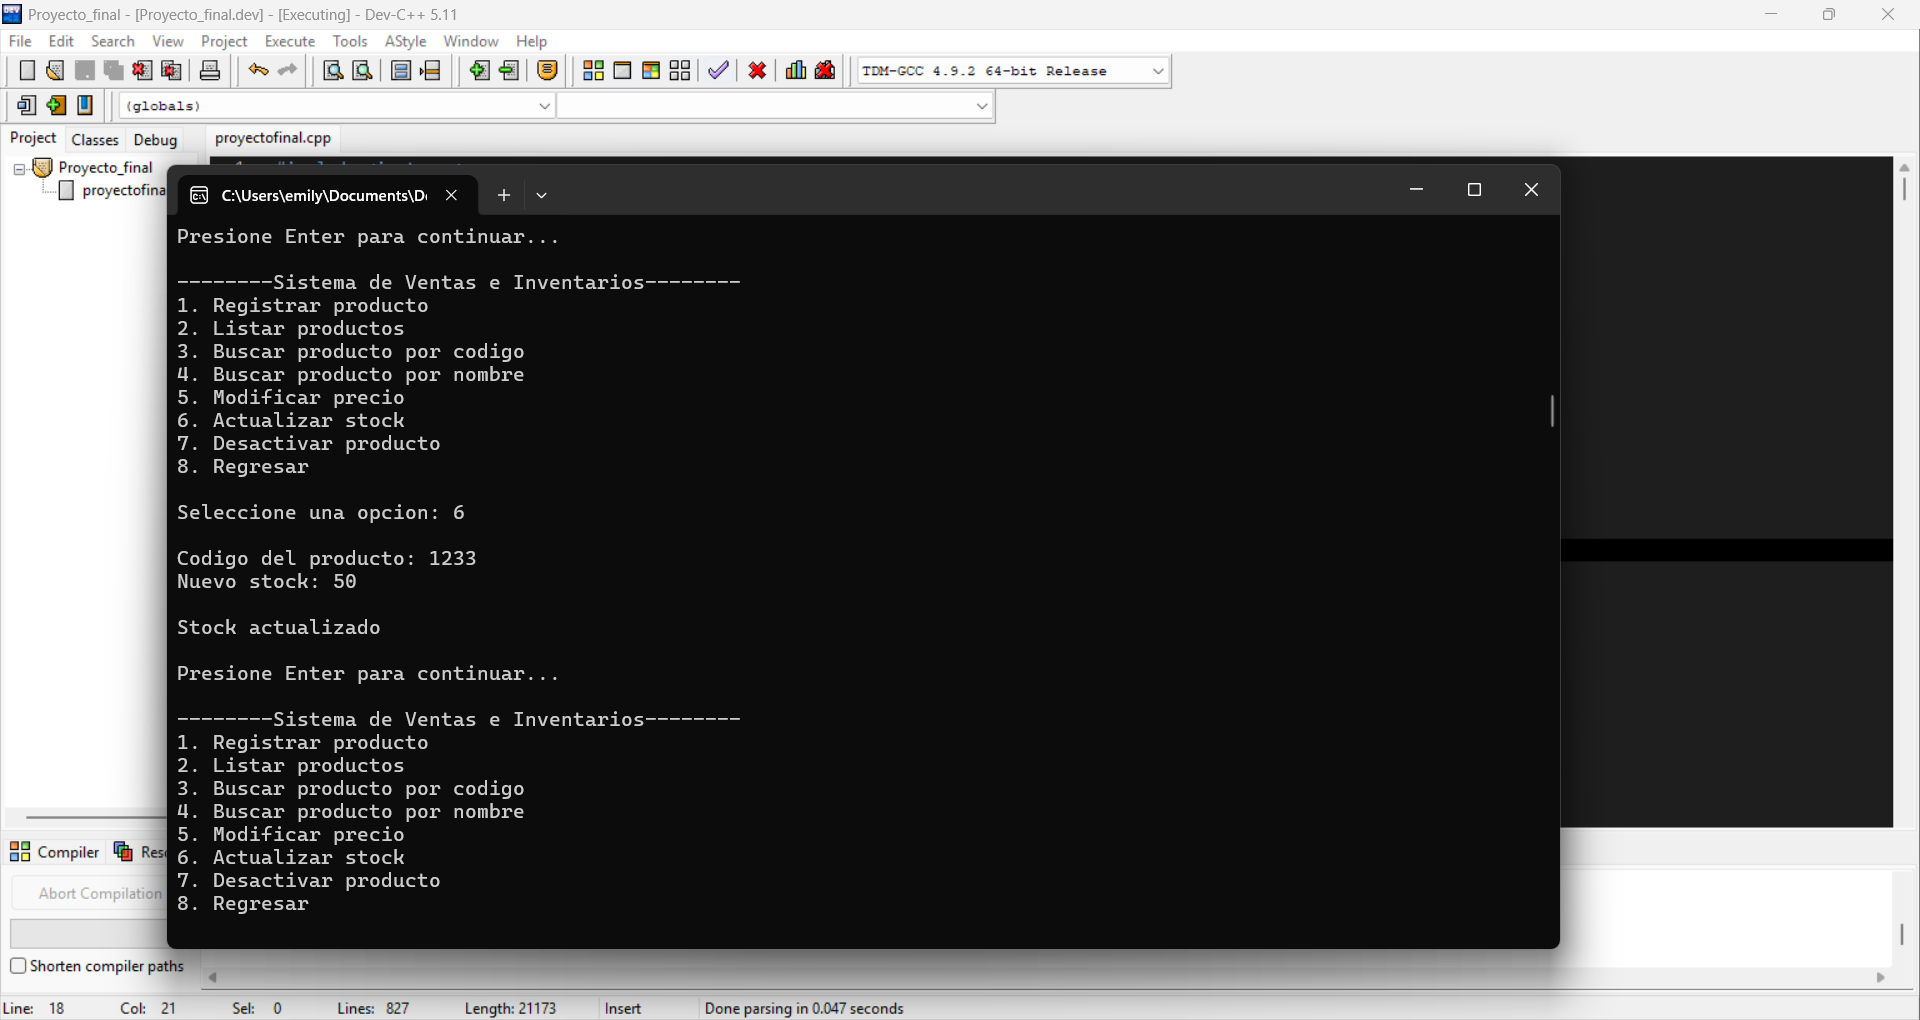 Proyecto_final - [Proyecto_final.dev] - [Executing] - Dev-C++ 5.11
File Edit Search View Project Execute Tools AStyle Window Help
TDM-GCC 4.9.2 64-bit Release
(globals)
Project Classes Debug proyectofinal.cpp
Proyecto_final
proyectofina
C:\Users\emily\Documents\D
Presione Enter para continuar...
--------Sistema de Ventas e Inventarios--------
1. Registrar producto
2. Listar productos
3. Buscar producto por codigo
4. Buscar producto por nombre
5. Modificar precio
6. Actualizar stock
7. Desactivar producto
8. Regresar
Seleccione una opcion: 6
Codigo del producto: 1233
Nuevo stock: 50
Stock actualizado
Presione Enter para continuar...
--------Sistema de Ventas e Inventarios--------
1. Registrar producto
2. Listar productos
3. Buscar producto por codigo
4. Buscar producto por nombre
5. Modificar precio
6. Actualizar stock
7. Desactivar producto
8. Regresar
Compiler Res
Abort Compilation
Shorten compiler paths
Line: 18 Col: 21 Sel: 0 Lines: 827 Length: 21173 Insert Done parsing in 0.047 seconds